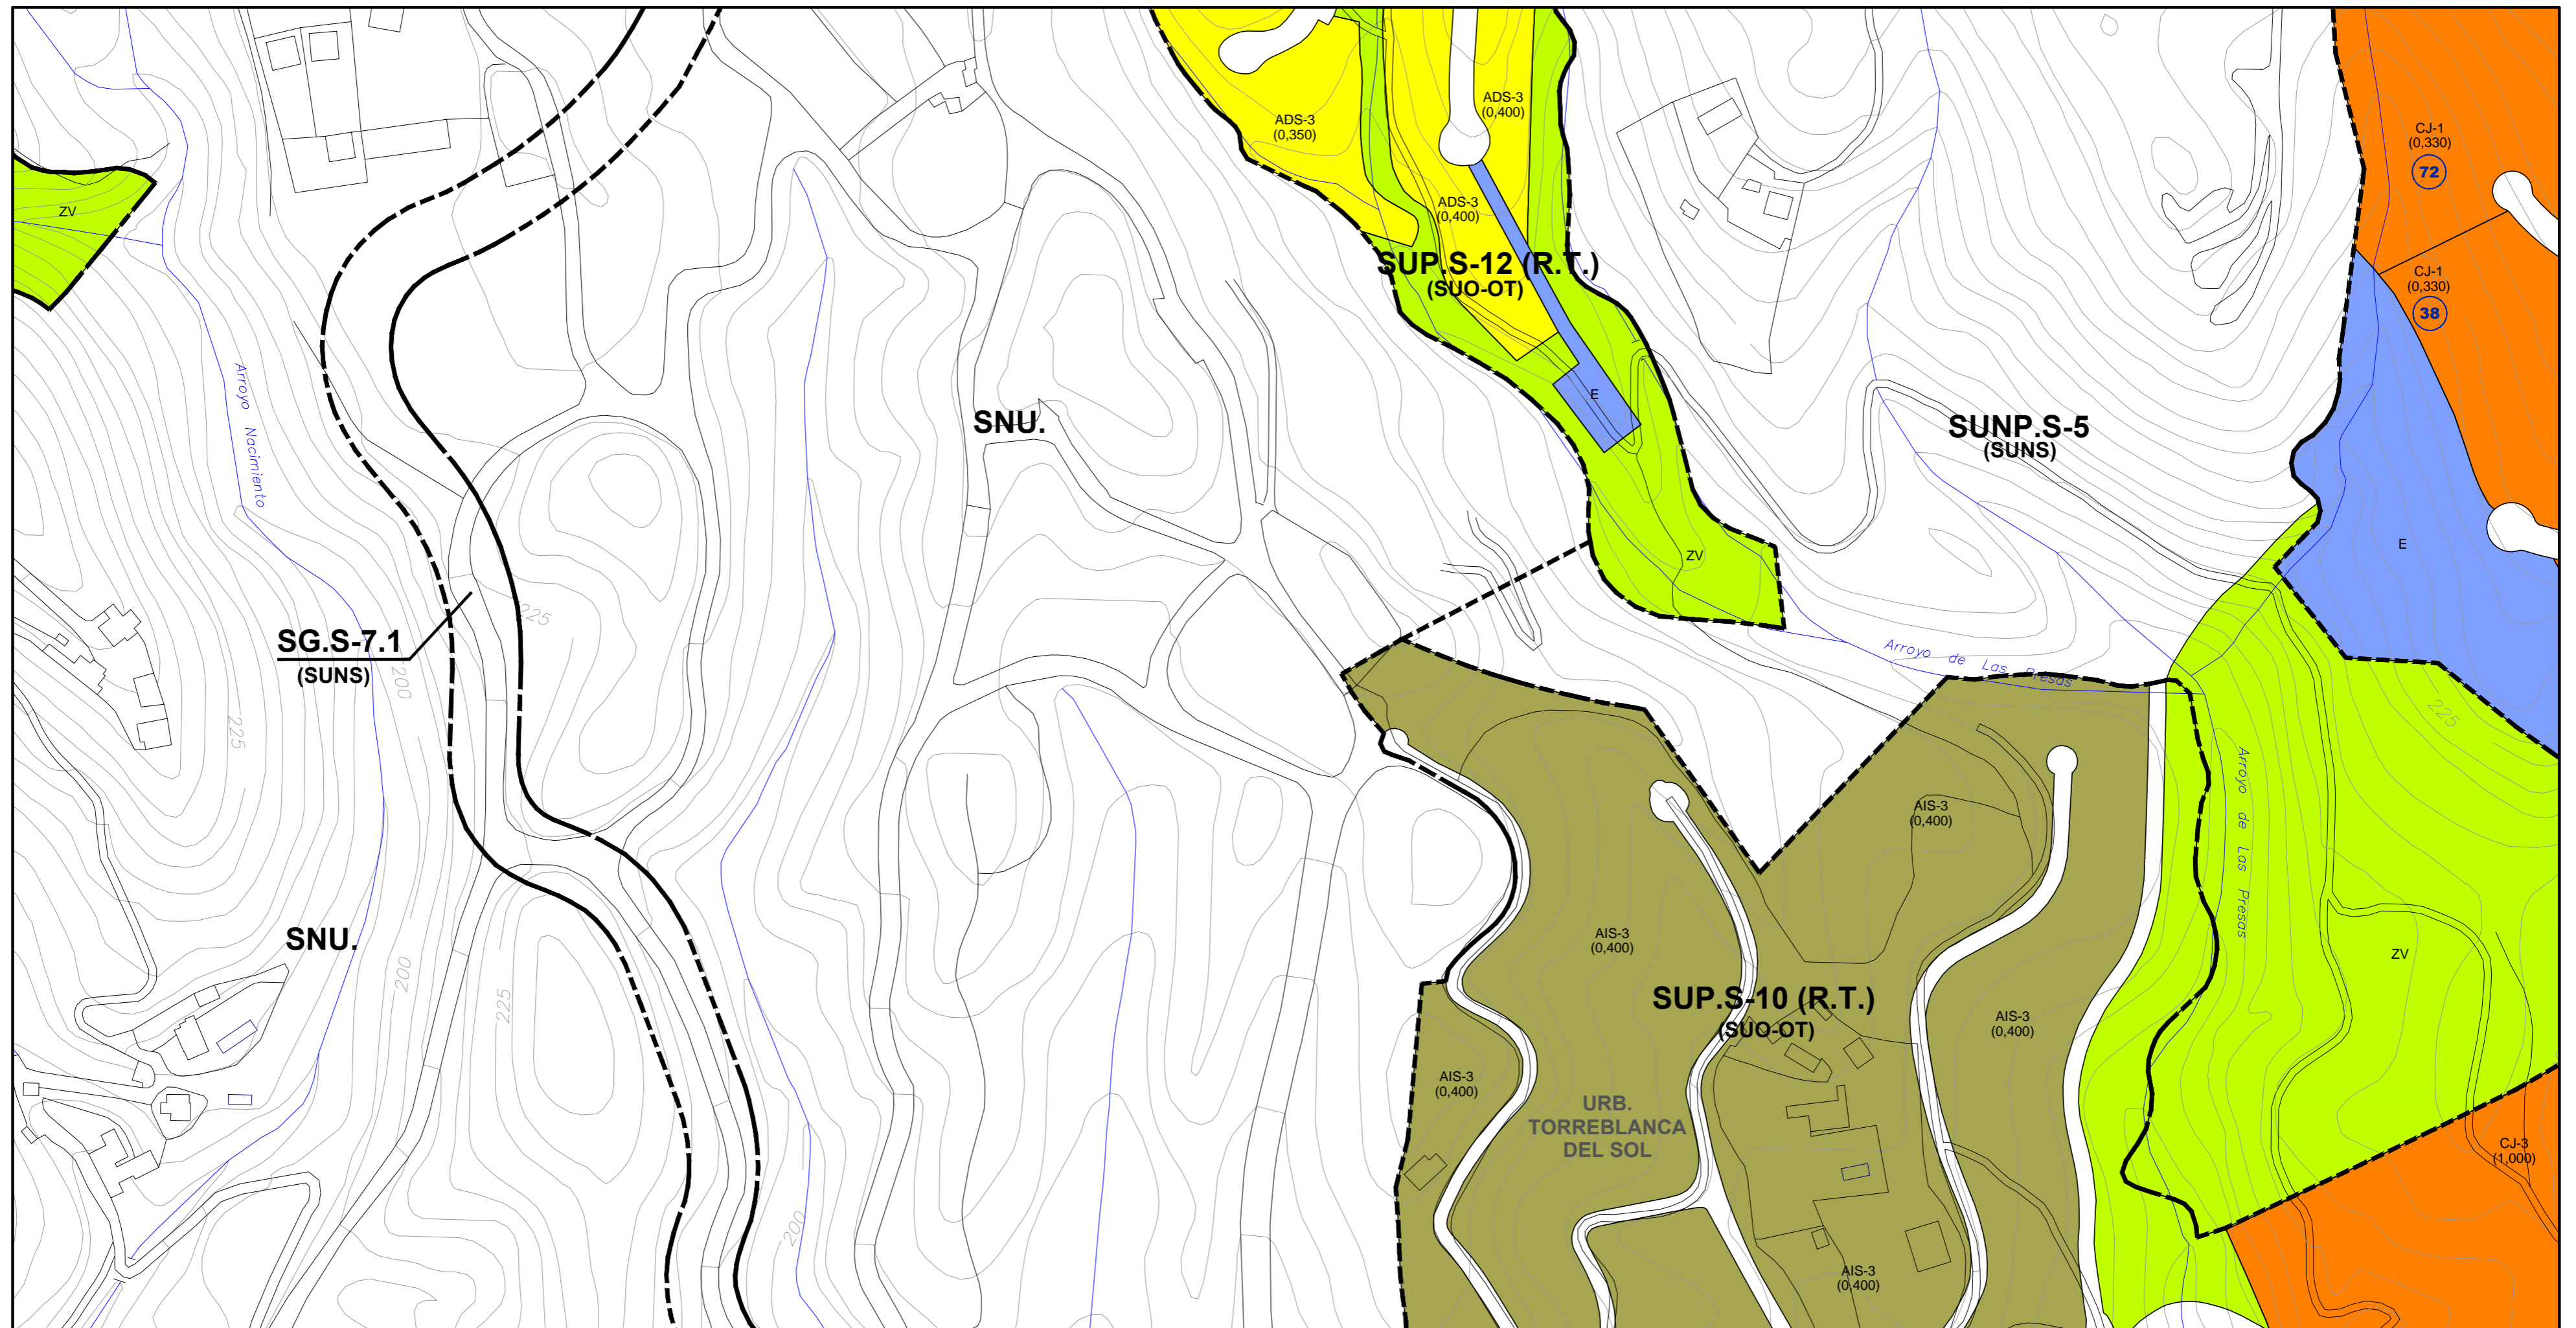 ADS-3
(0,350)
ADS-3
(0,400)
ADS-3
(0,400)
SUP.S-12 (R.T.)
(SUO-OT)
E
ZV
CJ-1
(0,330)
72
CJ-1
(0,330)
38
E
ZV
Arroyo Nacimiento
SNU.
SUNP.S-5
(SUNS)
225
SG.S-7.1
(SUNS)
200
225
Arroyo de Las Presas
225
Arroyo de Las Presas
AIS-3
(0,400)
AIS-3
(0,400)
SNU.
200
225
ZV
SUP.S-10 (R.T.)
(SUO-OT)
AIS-3
(0,400)
AIS-3
(0,400)
URB.
TORREBLANCA
DEL SOL
CJ-3
(1,000)
200
AIS-3
(0,400)